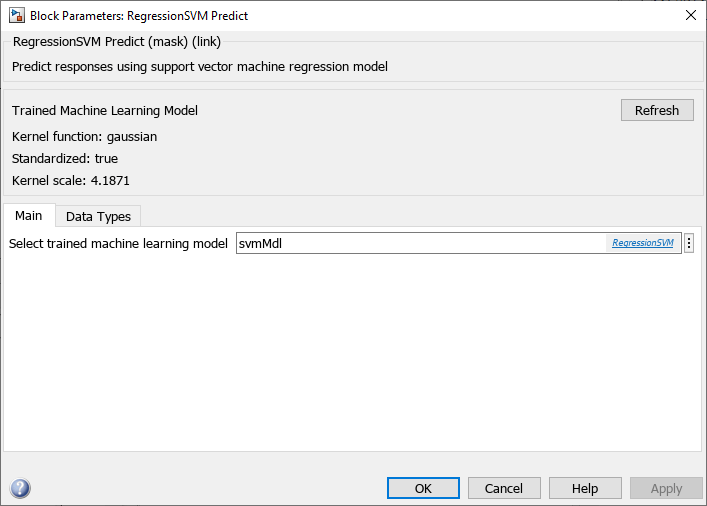 Block Parameters: RegressionSVM Predict
RegressionSVM Predict (mask) (link)
Predict responses using support vector machine regression model
Trained Machine Learning Model
Refresh
Kernel function: gaussian
Standardized: true
Kernel scale: 4.1871
Main Data Types
Select trained machine learning model svmMdl RegressionSVM
? OK Cancel Help Apply